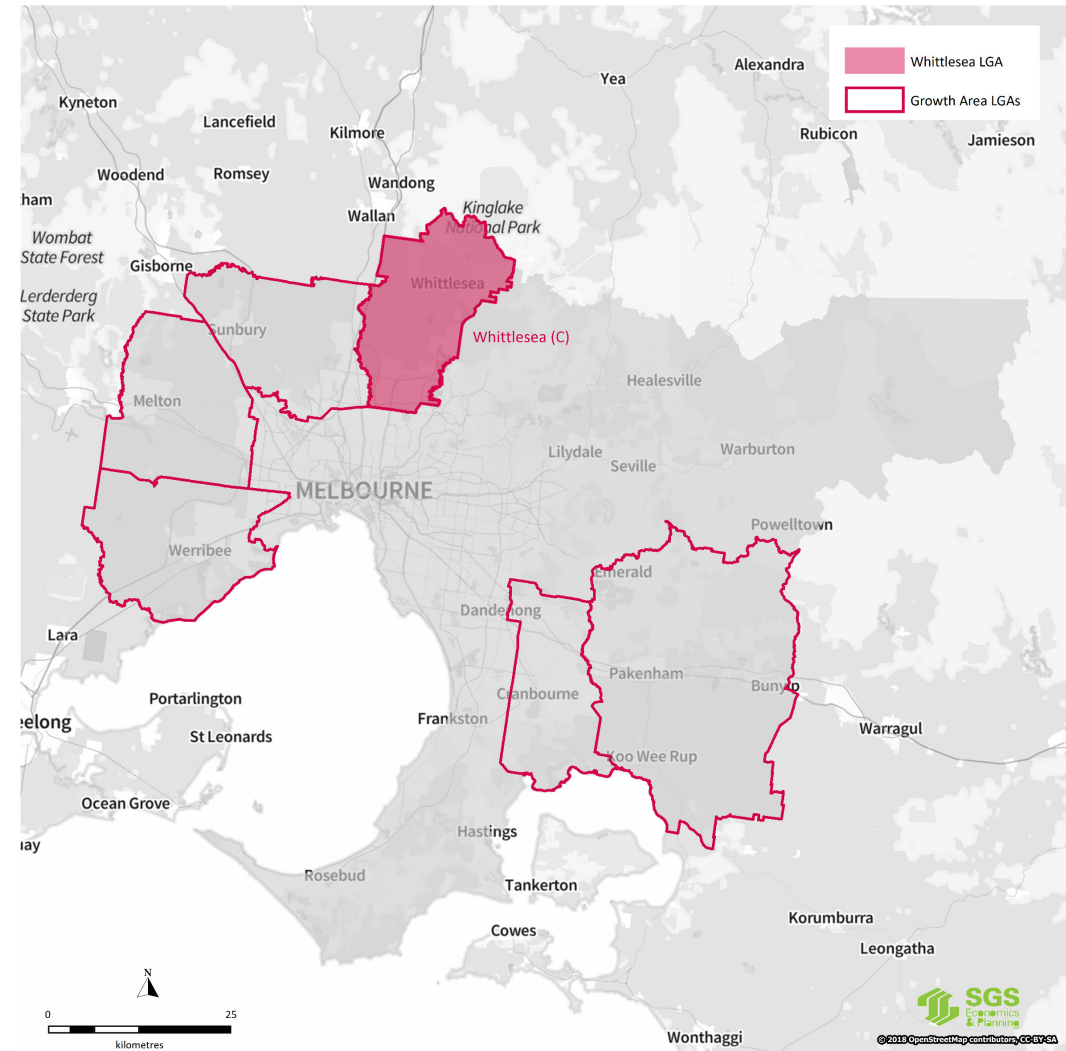 Whittlesea LGA
Growth Area LGAs
Alexandra
Yea
Kyneton
Lancefield
Kilmore
Rubicon
Jamieson
Woodend
Romsey
Wandong
ham
Wallan
Kinglake
National Park
Wombat
State Forest
Gisborne
Whittlesea
Lerderderg
State Park
Sunbury
Whittlesea (C)
Healesville
Melton
Lilydale
Seville
Warburton
MELBOURNE
Powelltown
Werribee
Emerald
Dandenong
Lara
Pakenham
Bunyip
Cranbourne
Portarlington
Frankston
eelong
St Leonards
Warragul
Koo Wee Rup
Ocean Grove
Hastings
uay
Rosebud
Tankerton
Korumburra
Cowes
Leongatha
N
0
25
kilometres
SGS
Economics
& Planning
Wonthaggi
© 2018 OpenStreetMap contributors, CC-BY-SA